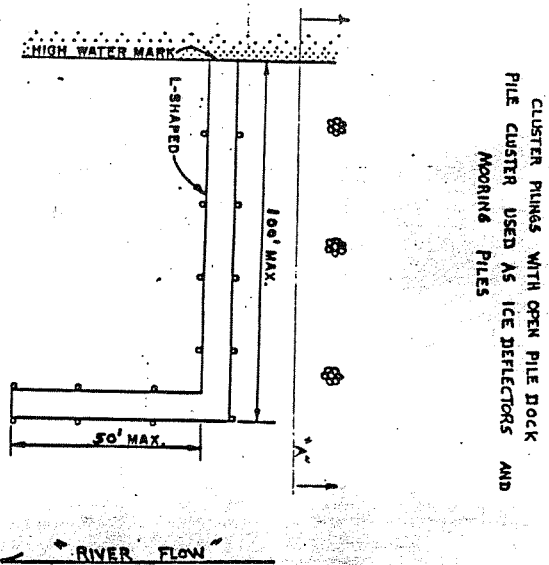 CLUSTER PILINGS WITH OPEN PILE DOCK
PILE CLUSTER USED AS ICE DEFLECTORS AND
MOORING PILES
HIGH WATER MARK
L-SHAPED
100' MAX.
50' MAX.
"A"
RIVER FLOW